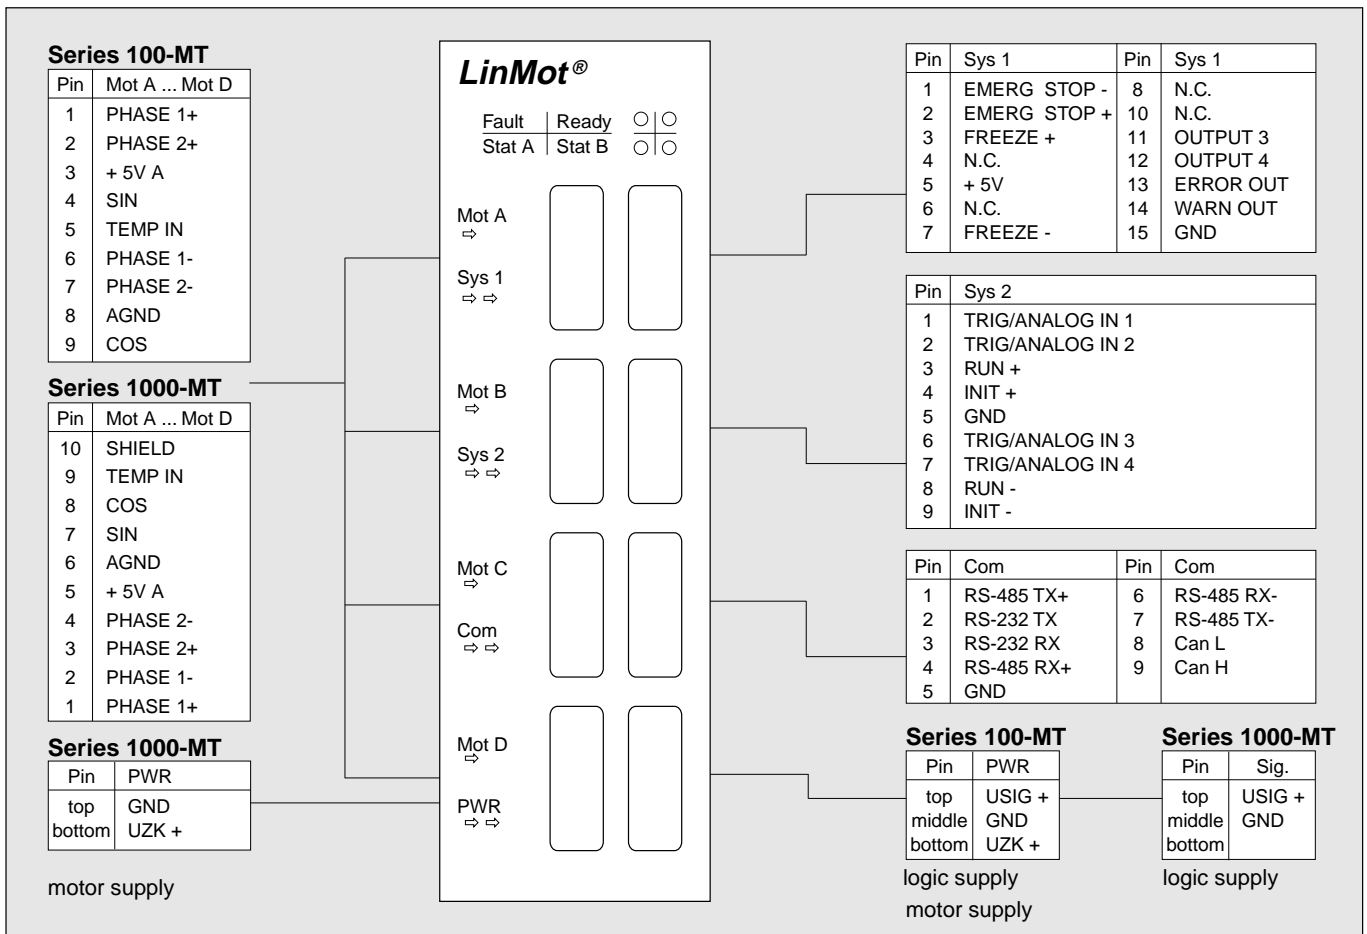 Series 100-MT
Pin Mot A ... Mot D
1 PHASE 1+
2 PHASE 2+
3 + 5V A
4 SIN
5 TEMP IN
6 PHASE 1-
7 PHASE 2-
8 AGND
9 COS
Series 1000-MT
Pin Mot A ... Mot D
10 SHIELD
9 TEMP IN
8 COS
7 SIN
6 AGND
5 + 5V A
4 PHASE 2-
3 PHASE 2+
2 PHASE 1-
1 PHASE 1+
Series 1000-MT
Pin PWR
top GND
bottom UZK +
motor supply
LinMot ®
Fault Ready
Stat A Stat B
Mot A
⇨
Sys 1
⇨ ⇨
Mot B
⇨
Sys 2
⇨ ⇨
Mot C
⇨
Com
⇨ ⇨
Mot D
⇨
PWR
⇨ ⇨
Pin Sys 1 Pin Sys 1
1 EMERG STOP - 8 N.C.
2 EMERG STOP + 10 N.C.
3 FREEZE + 11 OUTPUT 3
4 N.C. 12 OUTPUT 4
5 + 5V 13 ERROR OUT
6 N.C. 14 WARN OUT
7 FREEZE - 15 GND
Pin Sys 2
1 TRIG/ANALOG IN 1
2 TRIG/ANALOG IN 2
3 RUN +
4 INIT +
5 GND
6 TRIG/ANALOG IN 3
7 TRIG/ANALOG IN 4
8 RUN -
9 INIT -
Pin Com Pin Com
1 RS-485 TX+ 6 RS-485 RX-
2 RS-232 TX 7 RS-485 TX-
3 RS-232 RX 8 Can L
4 RS-485 RX+ 9 Can H
5 GND
Series 100-MT
Pin PWR
top USIG +
middle GND
bottom UZK +
logic supply
motor supply
Series 1000-MT
Pin Sig.
top USIG +
middle GND
bottom
logic supply